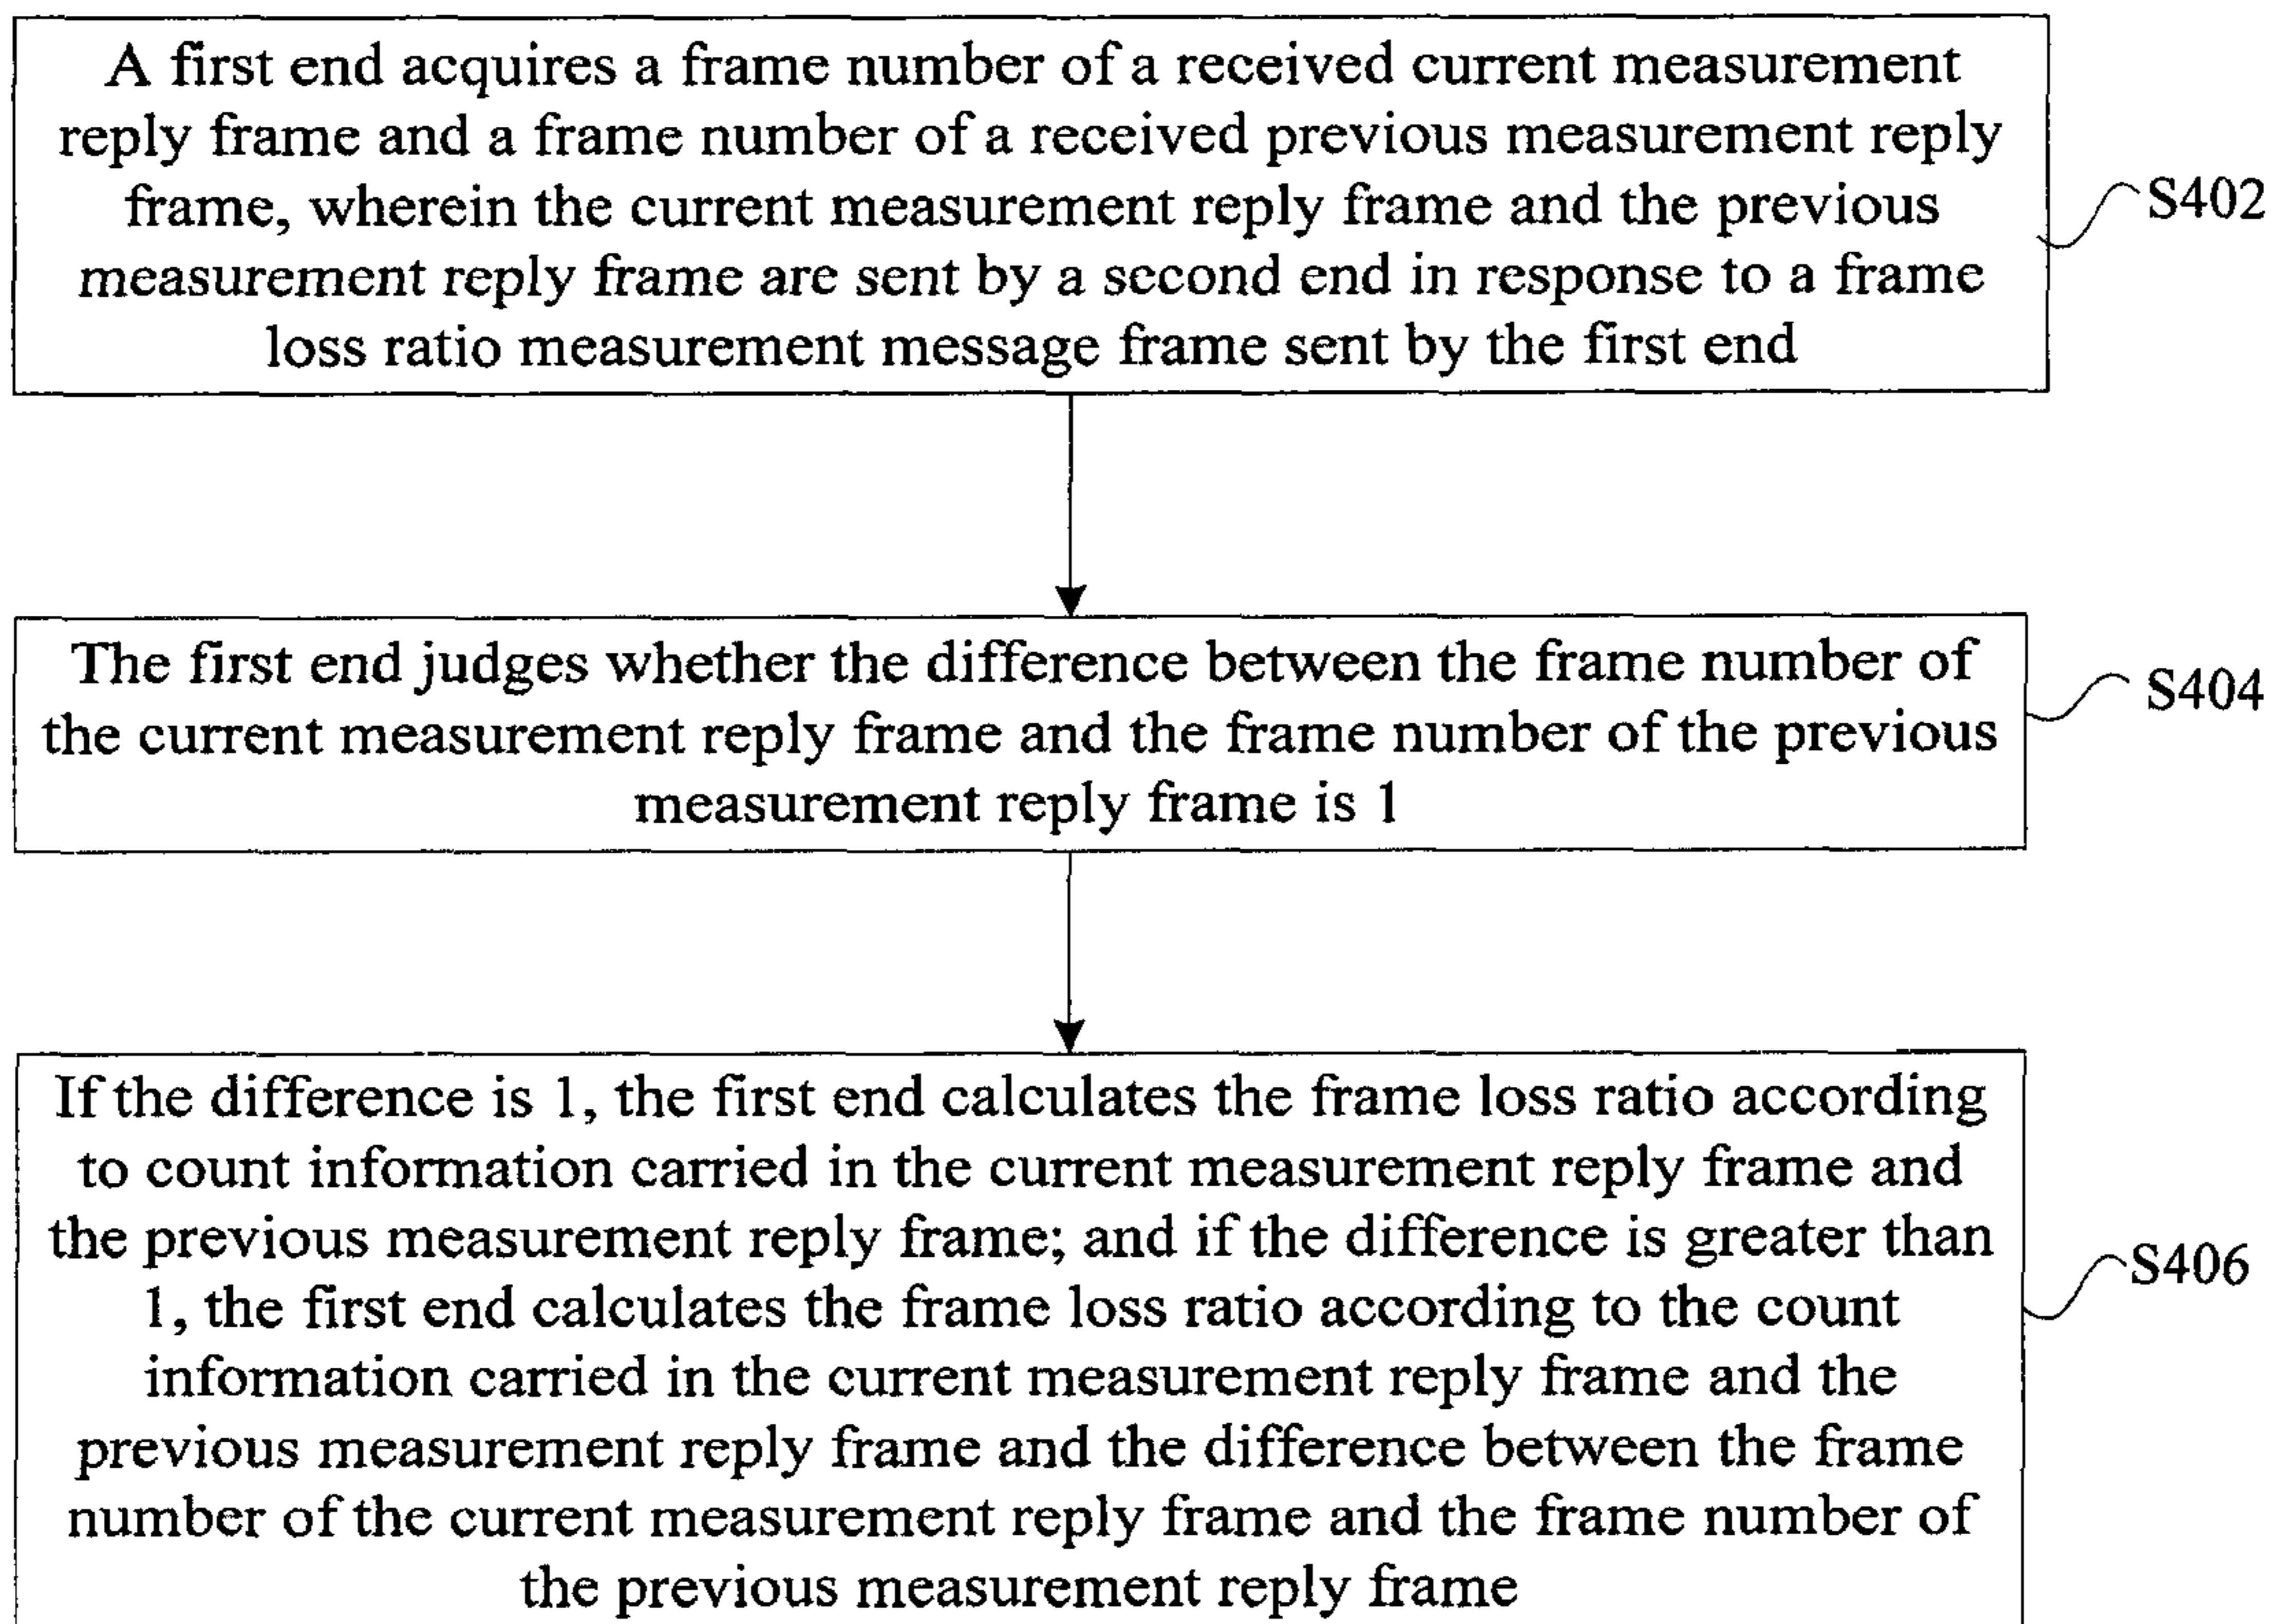 A first end acquires a frame number of a received current measurement
reply frame and a frame number of a received previous measurement reply
frame, wherein the current measurement reply frame and the previous
measurement reply frame are sent by a second end in response to a frame
loss ratio measurement message frame sent by the first end
S402
The first end judges whether the difference between the frame number of
the current measurement reply frame and the frame number of the previous
measurement reply frame is 1
S404
If the difference is 1, the first end calculates the frame loss ratio according
to count information carried in the current measurement reply frame and
the previous measurement reply frame; and if the difference is greater than
1, the first end calculates the frame loss ratio according to the count
information carried in the current measurement reply frame and the
previous measurement reply frame and the difference between the frame
number of the current measurement reply frame and the frame number of
the previous measurement reply frame
S406